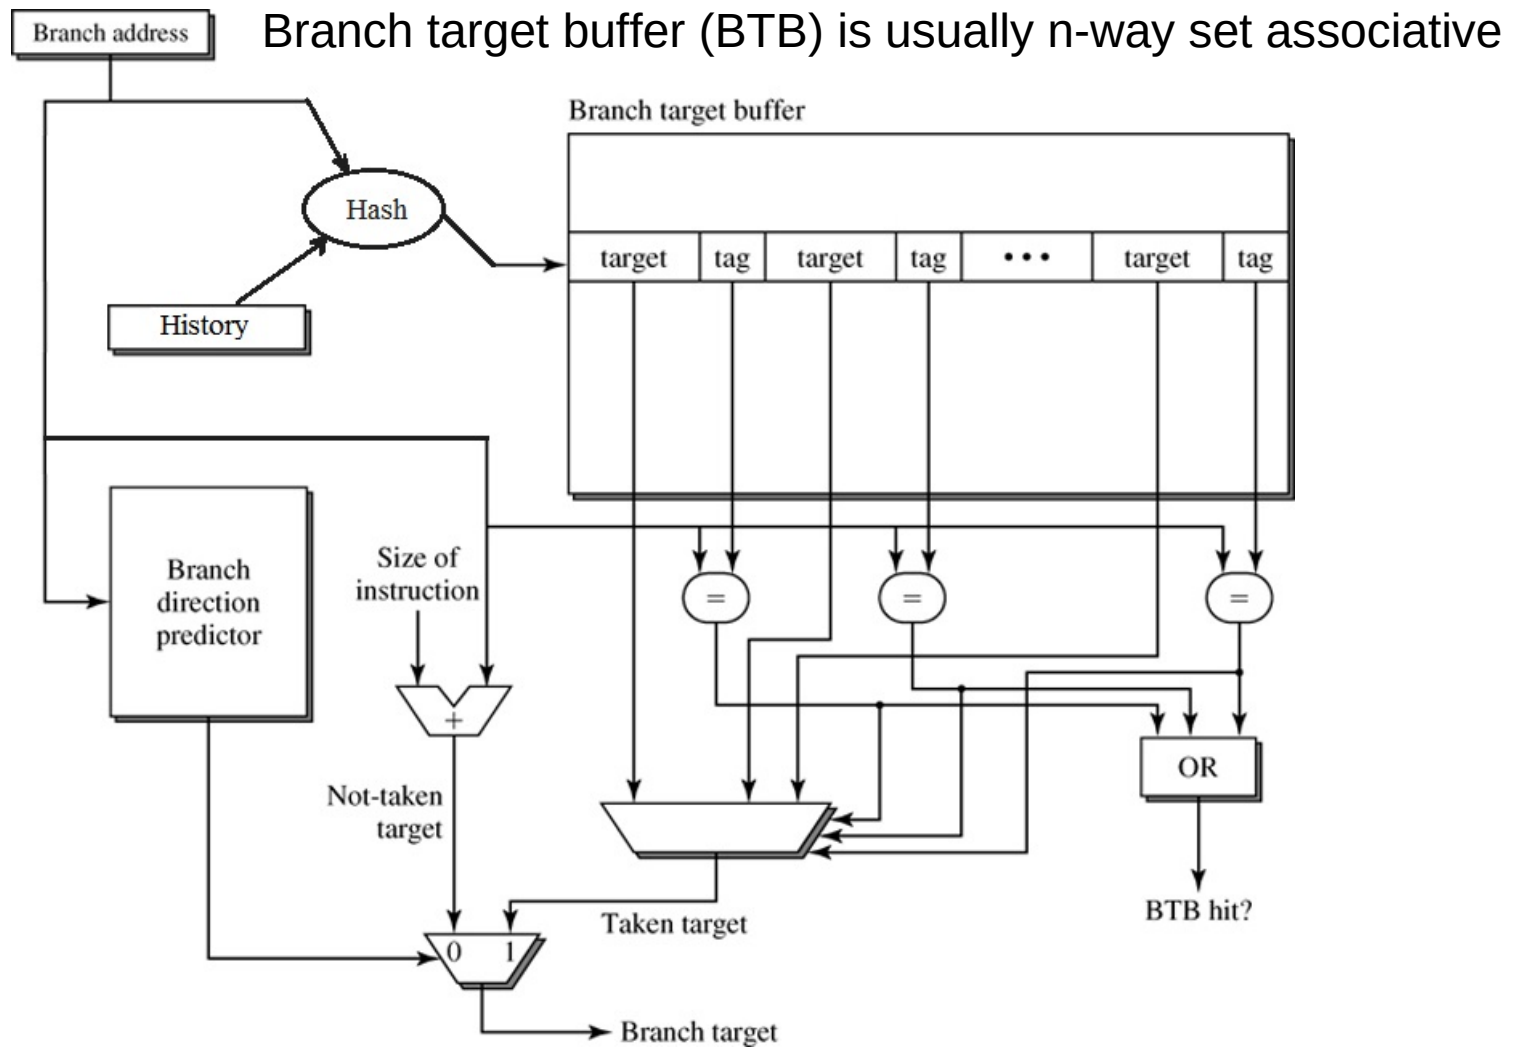 Branch address
Branch target buffer (BTB) is usually n-way set associative
Branch target buffer
Hash
target tag target tag ••• target tag
History
Branch
direction
predictor
Size of
instruction
= = =
+
OR
Not-taken
target
BTB hit?
Taken target
0 1
Branch target